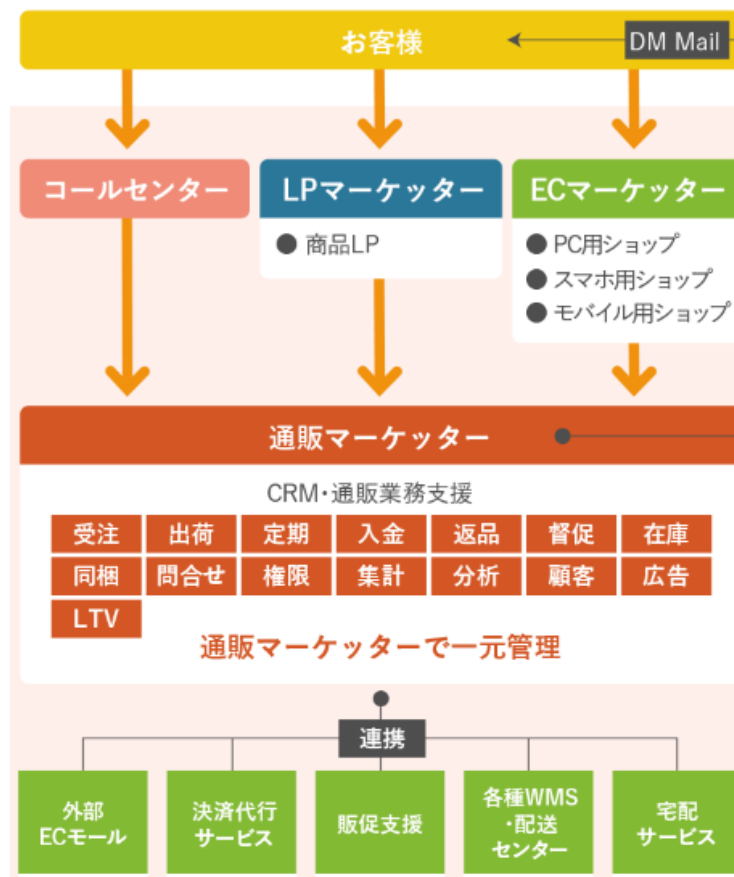 お客様
DM Mail
コールセンター
LPマーケッター
ECマーケッター
商品LP
PC用ショップ
スマホ用ショップ
モバイル用ショップ
通販マーケッター
CRM・通販業務支援
受注 出荷 定期 入金 返品 督促 在庫
同梱 問合せ 権限 集計 分析 顧客 広告
LTV
通販マーケッターで一元管理
連携
外部
ECモール
決済代行
サービス
販促支援
各種WMS
・配送
センター
宅配
サービス